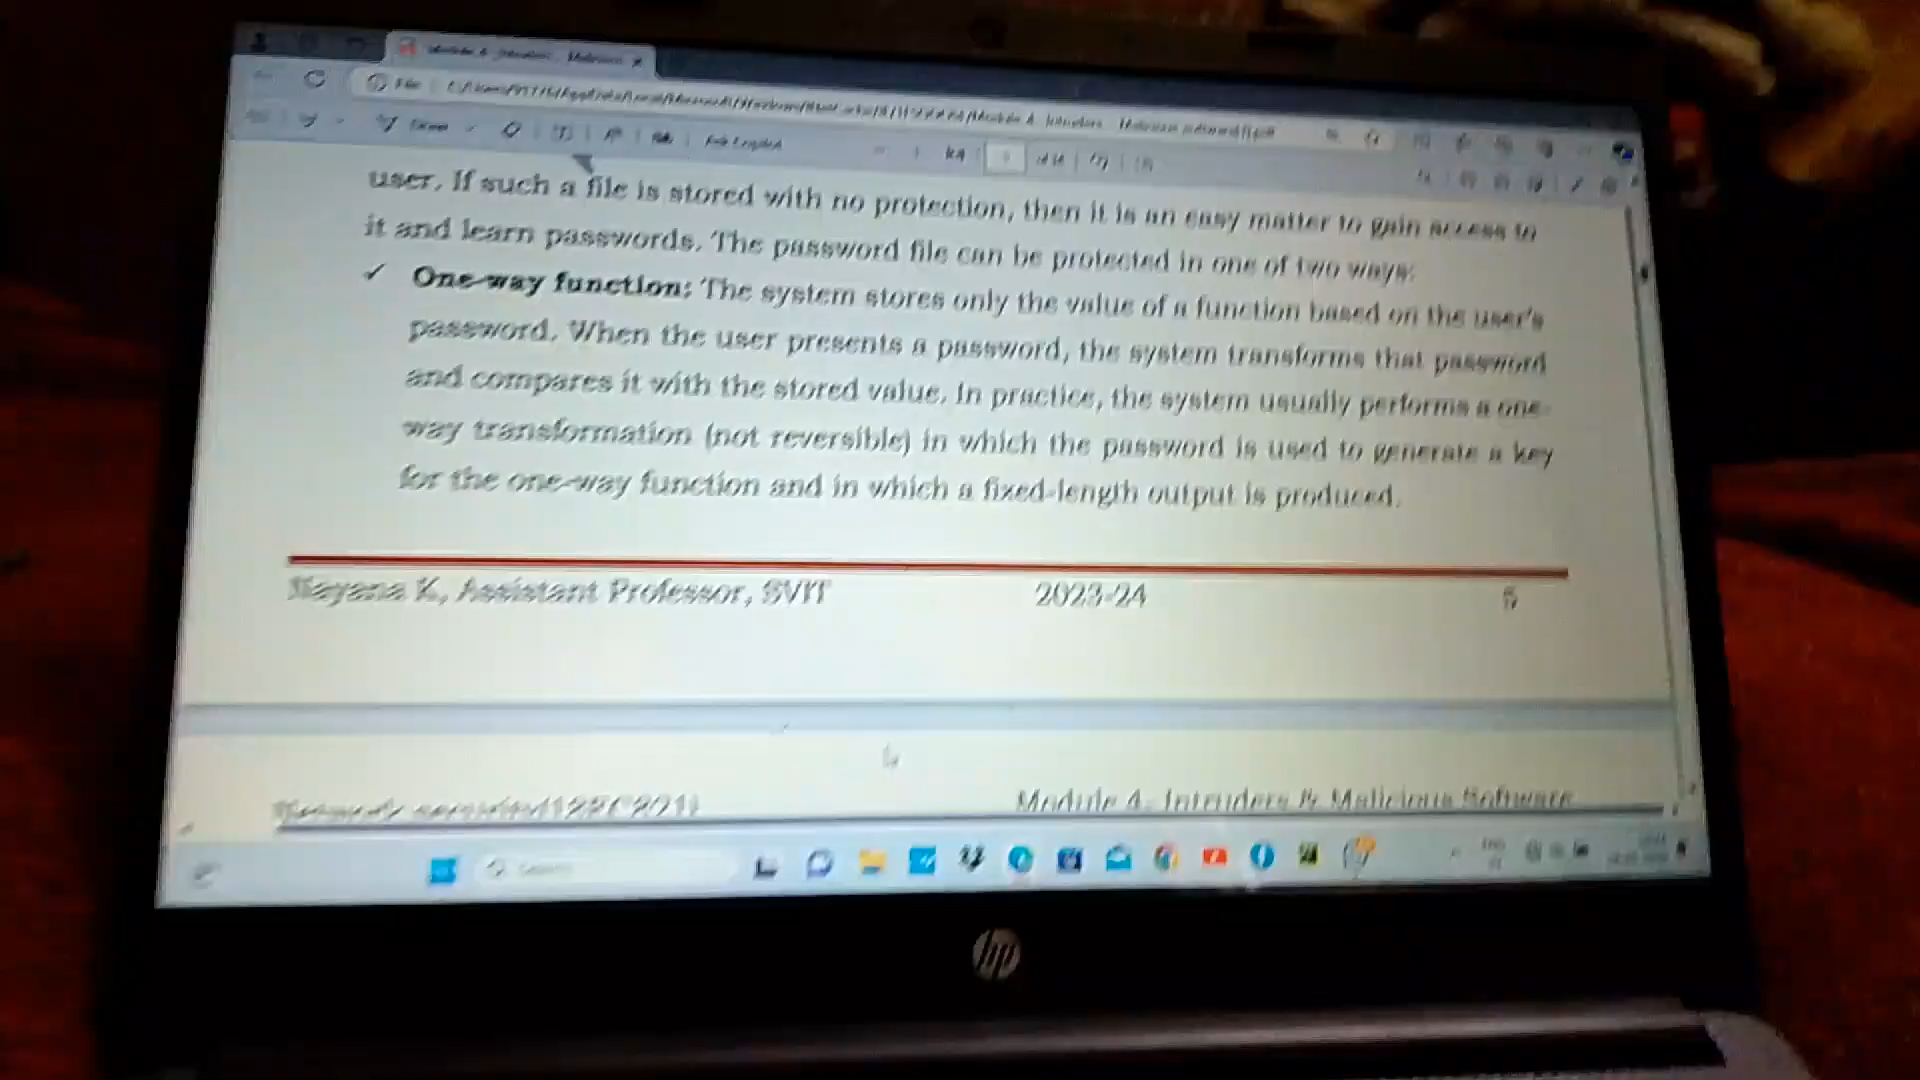 user. If such a file is stored with no protection, then it is an easy matter to gain access to
it and learn passwords. The password file can be protected in one of two ways:
✓ One-way function: The system stores only the value of a function based on the user's
password. When the user presents a password, the system transforms that password
and compares it with the stored value. In practice, the system usually performs a one-
way transformation (not reversible) in which the password is used to generate a key
for the one-way function and in which a fixed-length output is produced.
Nayana K, Assistant Professor, SVIT 2023-24 5
Module 4- Intruders & Malicious Software
Search
hp